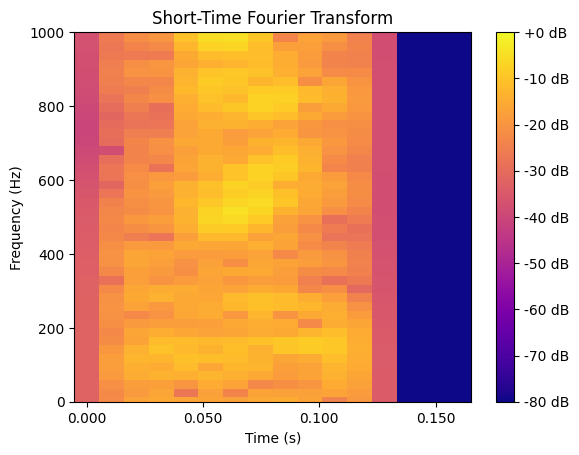 Short-Time Fourier Transform
1000
800
600
400
200
0
Frequency (Hz)
0.000
0.050
0.100
0.150
Time (s)
+0 dB
-10 dB
-20 dB
-30 dB
-40 dB
-50 dB
-60 dB
-70 dB
-80 dB